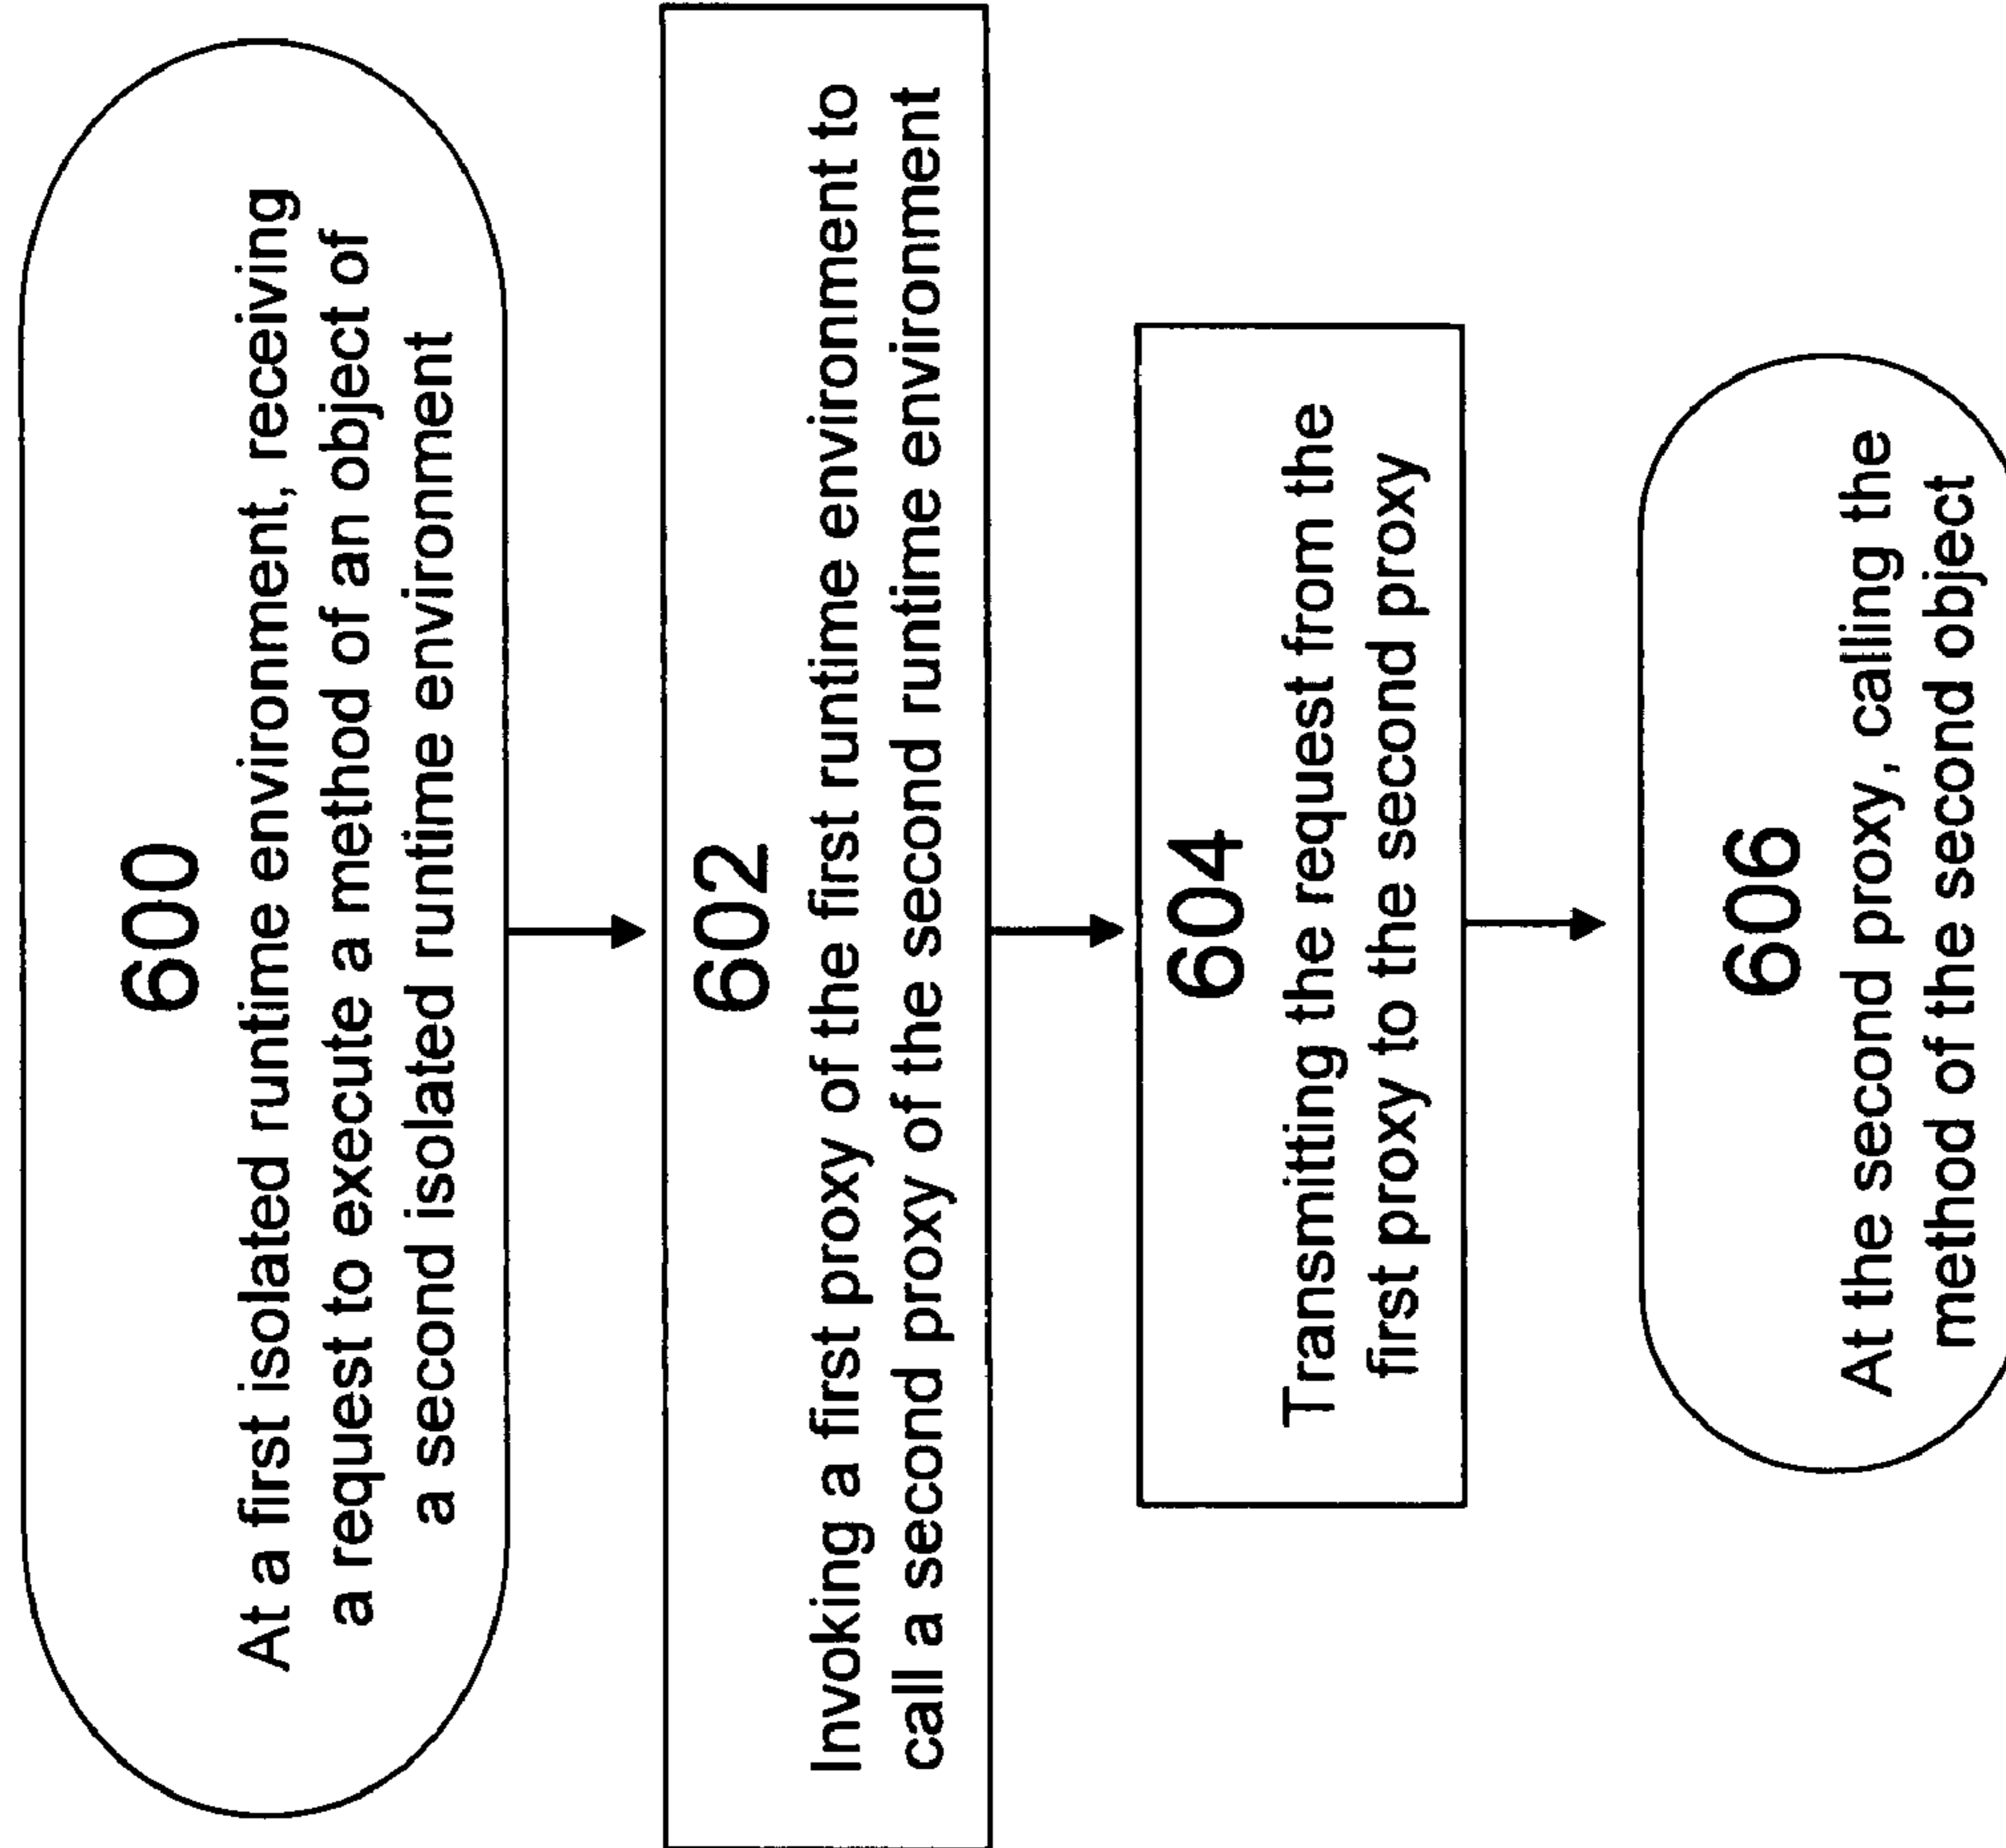 600
At a first isolated runtime environment, receiving
a request to execute a method of an object of
a second isolated runtime environment
602
Invoking a first proxy of the first runtime environment to
call a second proxy of the second runtime environment
604
Transmitting the request from the
first proxy to the second proxy
606
At the second proxy, calling the
method of the second object